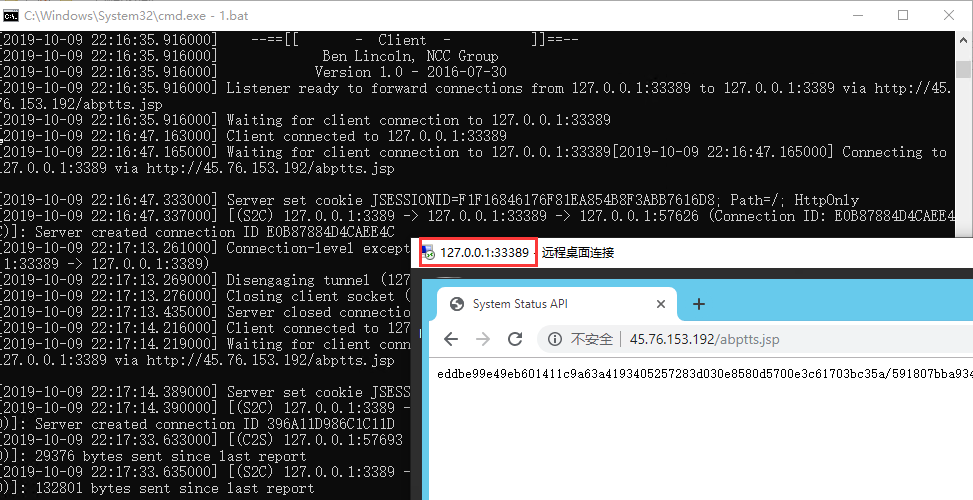 C:\Windows\System32\cmd.exe - 1.bat
[2019-10-09 22:16:35.916000] --==[[ - Client - ]]==--
[2019-10-09 22:16:35.916000] Ben Lincoln, NCC Group
[2019-10-09 22:16:35.916000] Version 1.0 - 2016-07-30
[2019-10-09 22:16:35.916000] Listener ready to forward connections from 127.0.0.1:33389 to 127.0.0.1:3389 via http://45.
76.153.192/abptts.jsp
[2019-10-09 22:16:35.916000] Waiting for client connection to 127.0.0.1:33389
[2019-10-09 22:16:47.163000] Client connected to 127.0.0.1:33389
[2019-10-09 22:16:47.165000] Waiting for client connection to 127.0.0.1:33389[2019-10-09 22:16:47.165000] Connecting to
127.0.0.1:3389 via http://45.76.153.192/abptts.jsp
[2019-10-09 22:16:47.333000] Server set cookie JSESSIONID=F1F16846176F81EA854B8F3ABB7616D8; Path=/; HttpOnly
[2019-10-09 22:16:47.337000] [(S2C) 127.0.0.1:3389 -> 127.0.0.1:33389 -> 127.0.0.1:57626 (Connection ID: E0B87884D4CAEE4
C)]: Server created connection ID E0B87884D4CAEE4C
[2019-10-09 22:17:13.261000] Connection-level except
1:33389 -> 127.0.0.1:3389)
[2019-10-09 22:17:13.269000] Disengaging tunnel (127
[2019-10-09 22:17:13.276000] Closing client socket (
[2019-10-09 22:17:13.435000] Server closed connectio
[2019-10-09 22:17:14.216000] Client connected to 127
[2019-10-09 22:17:14.219000] Waiting for client conn
127.0.0.1:3389 via http://45.76.153.192/abptts.jsp
[2019-10-09 22:17:14.389000] Server set cookie JSESS
[2019-10-09 22:17:14.390000] [(S2C) 127.0.0.1:3389 -
)]: Server created connection ID 396A11D986C1C11D
[2019-10-09 22:17:33.633000] [(C2S) 127.0.0.1:57693
)]: 29376 bytes sent since last report
[2019-10-09 22:17:33.635000] [(S2C) 127.0.0.1:3389 -
)]: 132801 bytes sent since last report
127.0.0.1:33389 - 远程桌面连接
System Status API
不安全 45.76.153.192/abptts.jsp
eddbe99e49eb601411c9a63a4193405257283d030e8580d5700e3c61703bc35a/591807bba934